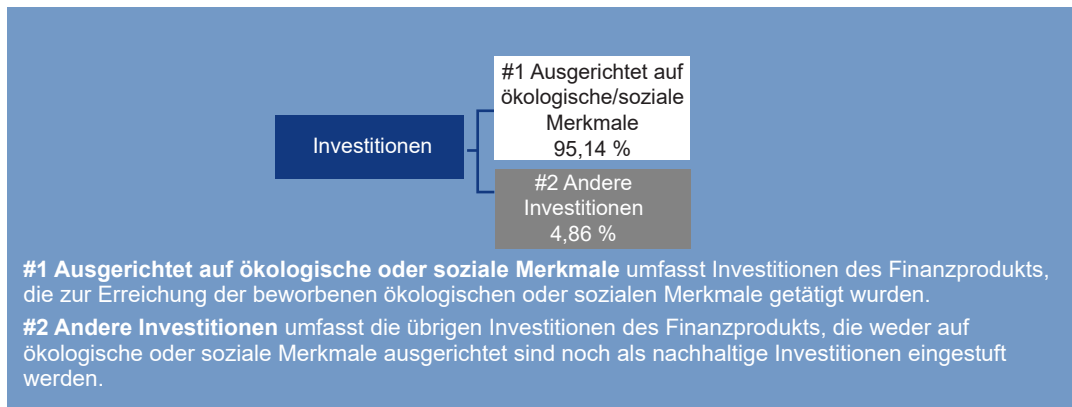 #1 Ausgerichtet auf
ökologische/soziale
Merkmale
95,14 %
Investitionen
#2 Andere
Investitionen
4,86 %
#1 Ausgerichtet auf ökologische oder soziale Merkmale umfasst Investitionen des Finanzprodukts,
die zur Erreichung der beworbenen ökologischen oder sozialen Merkmale getätigt wurden.
#2 Andere Investitionen umfasst die übrigen Investitionen des Finanzprodukts, die weder auf
ökologische oder soziale Merkmale ausgerichtet sind noch als nachhaltige Investitionen eingestuft
werden.